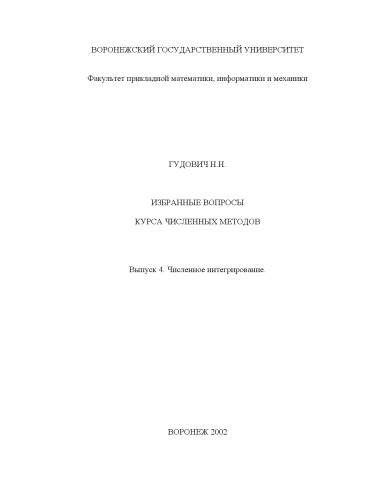 ВОРОНЕЖСКИЙ ГОСУДАРСТВЕННЫЙ УНИВЕРСИТЕТ
Факультет прикладной математики, информатики и механики
ГУДОВИЧ Н.Н.
ИЗБРАННЫЕ ВОПРОСЫ
КУРСА ЧИСЛЕННЫХ МЕТОДОВ
Выпуск 4. Численное интегрирование.
ВОРОНЕЖ 2002